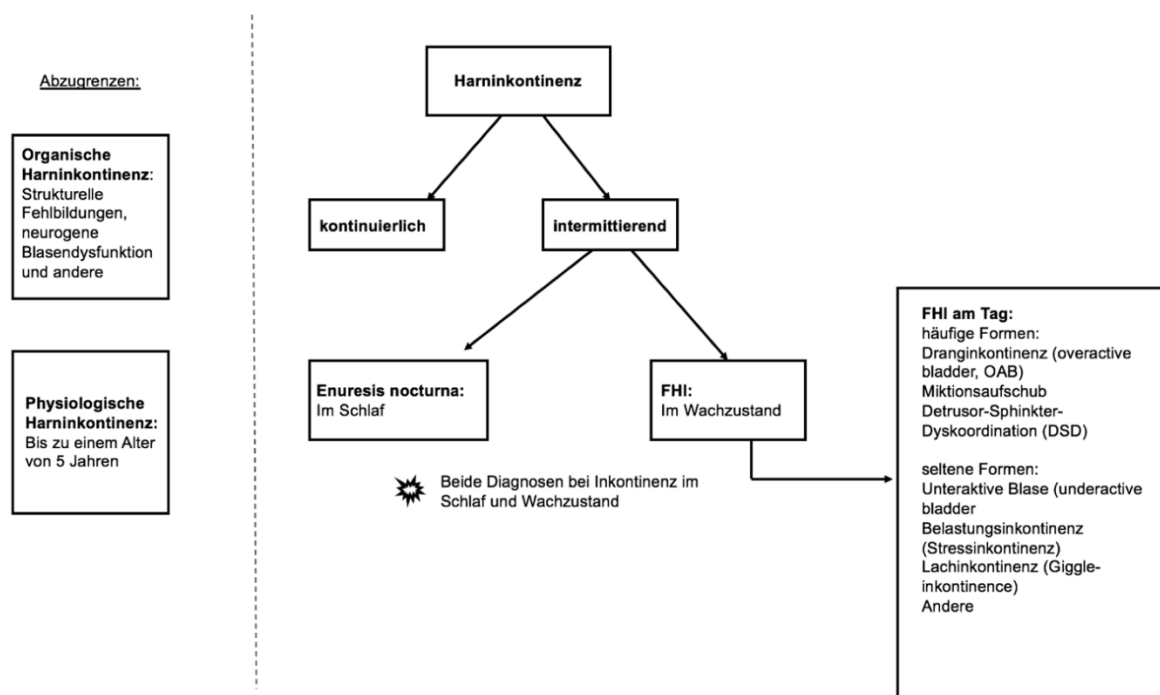 Abzugrenzen:
Organische
Harninkontinenz:
Strukturelle
Fehlbildungen,
neurogene
Blasendysfunktion
und andere
Physiologische
Harninkontinenz:
Bis zu einem Alter
von 5 Jahren
Harninkontinenz
kontinuierlich
intermittierend
Enuresis nocturna:
Im Schlaf
FHI:
Im Wachzustand
Beide Diagnosen bei Inkontinenz im
Schlaf und Wachzustand
FHI am Tag:
häufige Formen:
Dranginkontinenz (overactive
bladder, OAB)
Miktionsaufschub
Detrusor-Sphinkter-
Dyskoordination (DSD)
seltene Formen:
Unteraktive Blase (underactive
bladder
Belastungsinkontinenz
(Stressinkontinenz)
Lachinkontinenz (Giggle-
inkontinence)
Andere